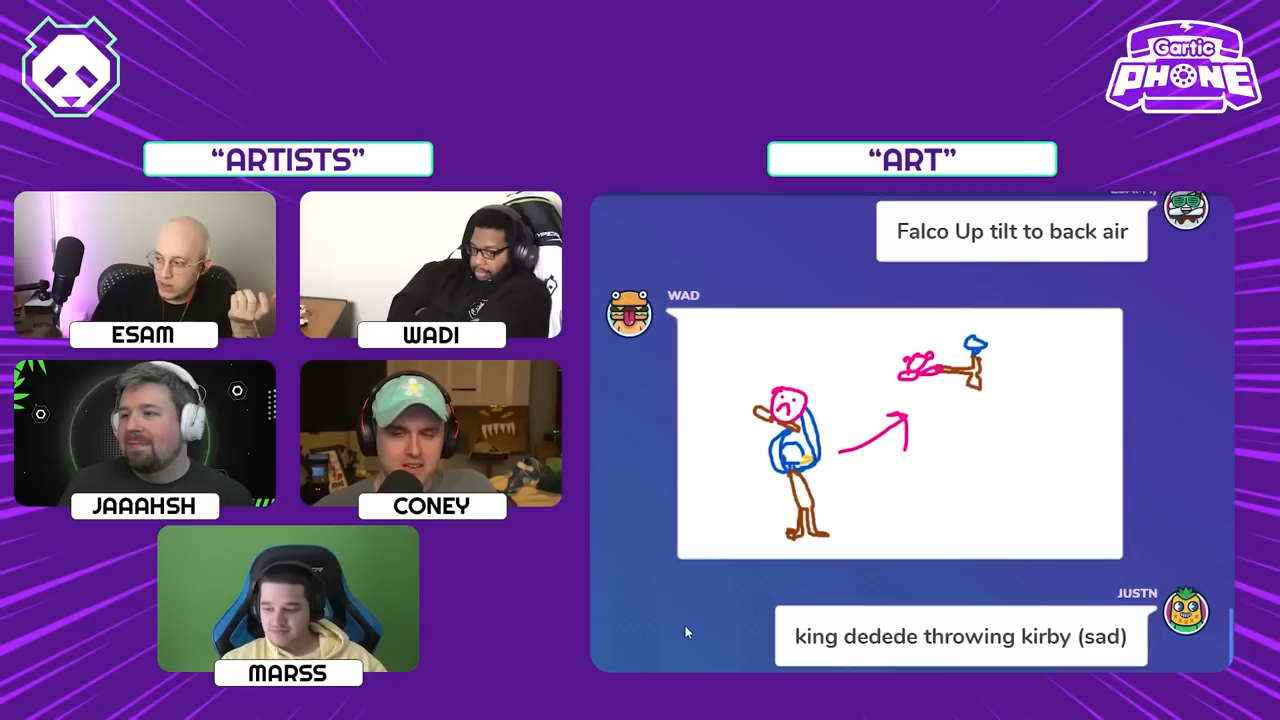 Gartic
PHONE
“ARTISTS”
“ART”
ESAM
WADI
JAAAHSH
CONEY
MARSS
Falco Up tilt to back air
WAD
JUSTN
king dedede throwing kirby (sad)